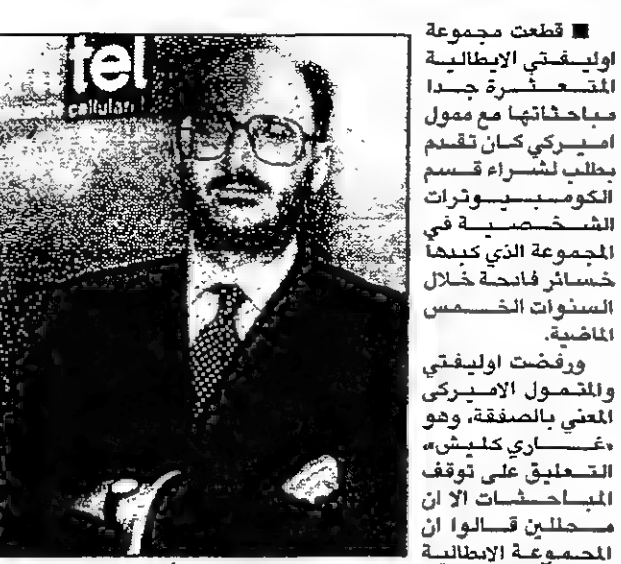 ■ قطعت مجموعة
اوليفتي الايطالية
المتعثرة جدا
مباحثاتها مع ممول
اميركي كان تقدم
بطلب لشراء قسم
الكومبيوترات
الشخصية في
المجموعة الذي كبدها
خسائر فادحة خلال
السنوات الخمس
الماضية.
ورفضت اوليفتي
والمتمول الاميركي
المعني بالصفقة، وهو
«غاري كليش»،
التعليق على توقف
المباحثات الا ان
محللين قالوا ان
المجموعة الايطالية
tel
cellulari